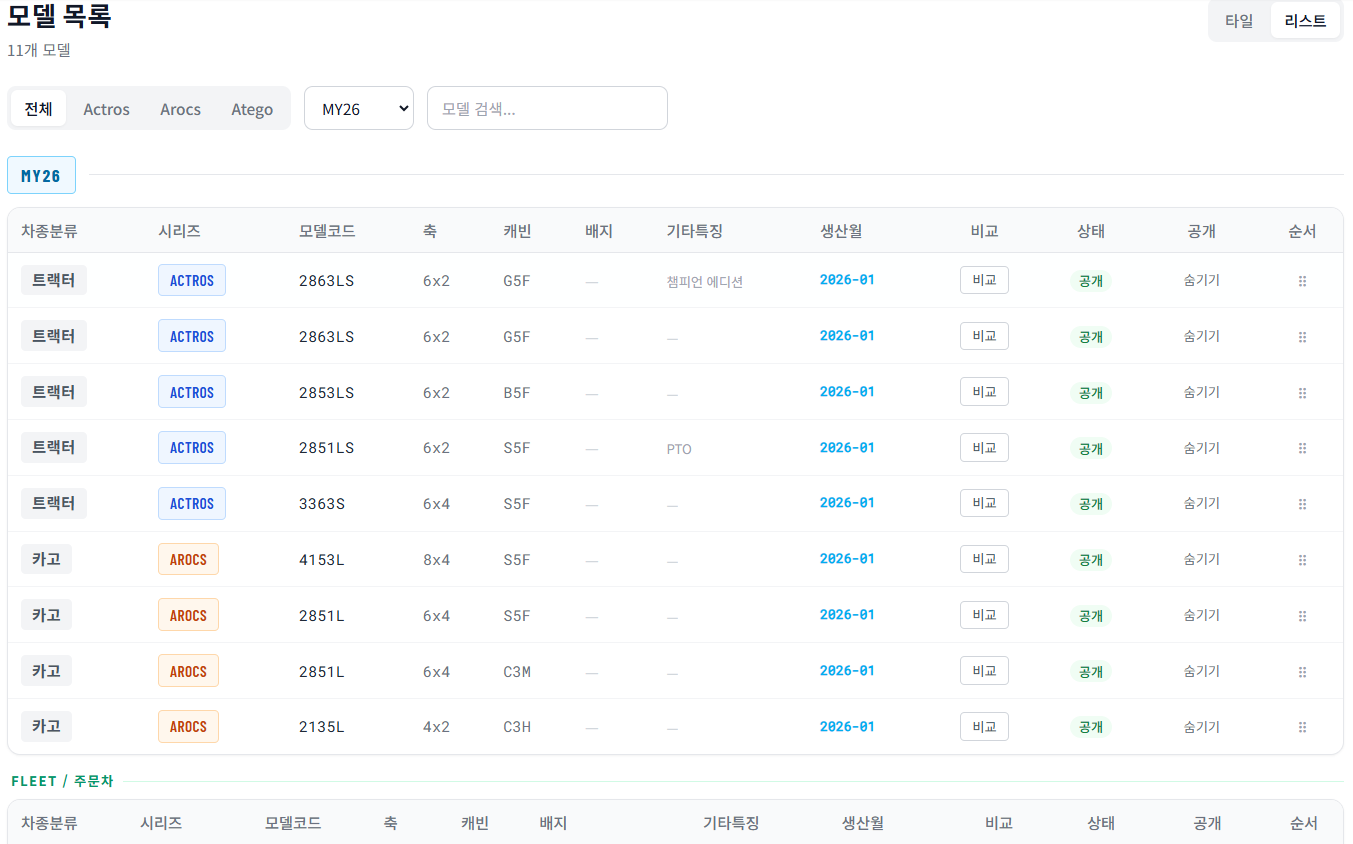 모델 목록
타일 리스트
11개 모델
전체 Actros Arocs Atego MY26 모델 검색...
MY26
차종분류 시리즈 모델코드 축 캐빈 배지 기타특징 생산월 비교 상태 공개 순서
트랙터 ACTROS 2863LS 6x2 G5F — 챔피언 에디션 2026-01 비교 공개 숨기기
트랙터 ACTROS 2863LS 6x2 G5F — — 2026-01 비교 공개 숨기기
트랙터 ACTROS 2853LS 6x2 B5F — — 2026-01 비교 공개 숨기기
트랙터 ACTROS 2851LS 6x2 S5F — PTO 2026-01 비교 공개 숨기기
트랙터 ACTROS 3363S 6x4 S5F — — 2026-01 비교 공개 숨기기
카고 AROCS 4153L 8x4 S5F — — 2026-01 비교 공개 숨기기
카고 AROCS 2851L 6x4 S5F — — 2026-01 비교 공개 숨기기
카고 AROCS 2851L 6x4 C3M — — 2026-01 비교 공개 숨기기
카고 AROCS 2135L 4x2 C3H — — 2026-01 비교 공개 숨기기
FLEET / 주문차
차종분류 시리즈 모델코드 축 캐빈 배지 기타특징 생산월 비교 상태 공개 순서